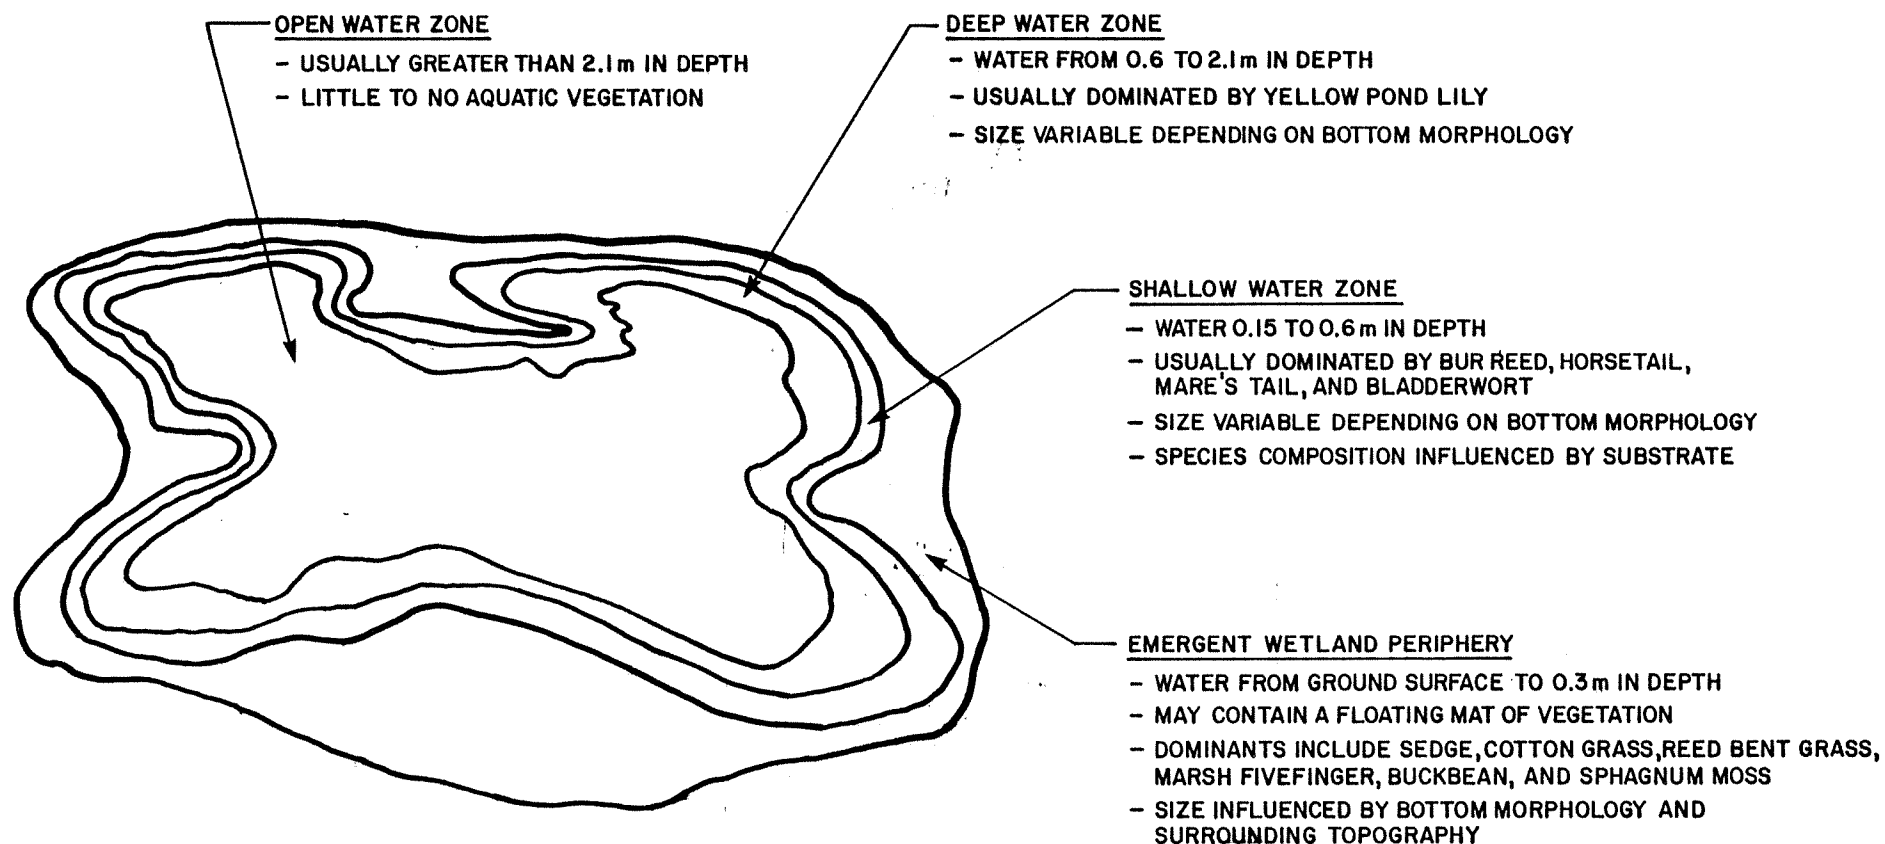 OPEN WATER ZONE
- USUALLY GREATER THAN 2.1m IN DEPTH
- LITTLE TO NO AQUATIC VEGETATION
DEEP WATER ZONE
- WATER FROM 0.6 TO 2.1m IN DEPTH
- USUALLY DOMINATED BY YELLOW POND LILY
- SIZE VARIABLE DEPENDING ON BOTTOM MORPHOLOGY
SHALLOW WATER ZONE
- WATER 0.15 TO 0.6m IN DEPTH
- USUALLY DOMINATED BY BUR REED, HORSETAIL,
MARE'S TAIL, AND BLADDERWORT
- SIZE VARIABLE DEPENDING ON BOTTOM MORPHOLOGY
- SPECIES COMPOSITION INFLUENCED BY SUBSTRATE
EMERGENT WETLAND PERIPHERY
- WATER FROM GROUND SURFACE TO 0.3m IN DEPTH
- MAY CONTAIN A FLOATING MAT OF VEGETATION
- DOMINANTS INCLUDE SEDGE, COTTON GRASS, REED BENT GRASS,
MARSH FIVEFINGER, BUCKBEAN, AND SPHAGNUM MOSS
- SIZE INFLUENCED BY BOTTOM MORPHOLOGY AND
SURROUNDING TOPOGRAPHY